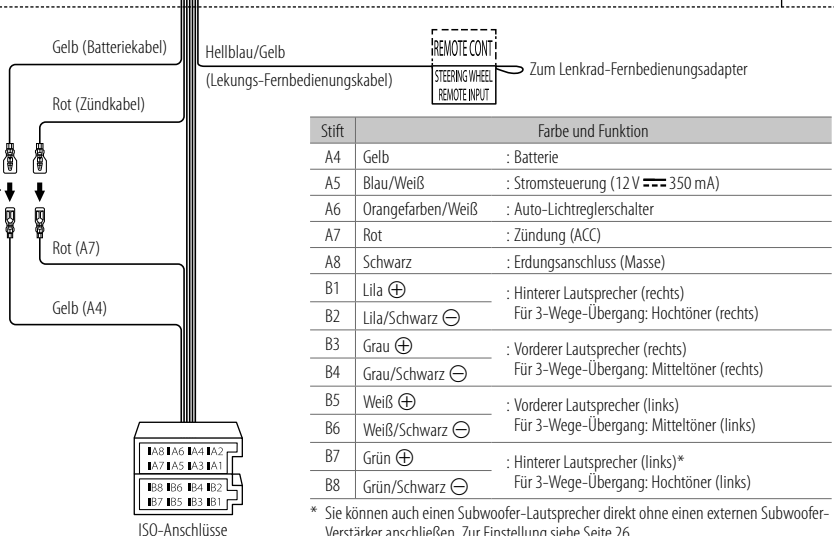 Gelb (Batteriekabel)
Hellblau/Gelb
(Lekungs-Fernbedienungskabel)
REMOTE CONT
STEERING WHEEL
REMOTE INPUT
Zum Lenkrad-Fernbedienungsadapter
Rot (Zündkabel)
Rot (A7)
Gelb (A4)
Stift Farbe und Funktion
A4 Gelb : Batterie
A5 Blau/Weiß : Stromsteuerung (12 V ⎓ 350 mA)
A6 Orangefarben/Weiß : Auto-Lichtreglerschalter
A7 Rot : Zündung (ACC)
A8 Schwarz : Erdungsanschluss (Masse)
B1 Lila ⊕ : Hinterer Lautsprecher (rechts)
B2 Lila/Schwarz ⊖ Für 3-Wege-Übergang: Hochtöner (rechts)
B3 Grau ⊕ : Vorderer Lautsprecher (rechts)
B4 Grau/Schwarz ⊖ Für 3-Wege-Übergang: Mitteltöner (rechts)
B5 Weiß ⊕ : Vorderer Lautsprecher (links)
B6 Weiß/Schwarz ⊖ Für 3-Wege-Übergang: Mitteltöner (links)
B7 Grün ⊕ : Hinterer Lautsprecher (links)*
B8 Grün/Schwarz ⊖ Für 3-Wege-Übergang: Hochtöner (links)
* Sie können auch einen Subwoofer-Lautsprecher direkt ohne einen externen Subwoofer-
Verstärker anschließen. Zur Einstellung siehe Seite 26.
A8 A6 A4 A2
A7 A5 A3 A1
B8 B6 B4 B2
B7 B5 B3 B1
ISO-Anschlüsse